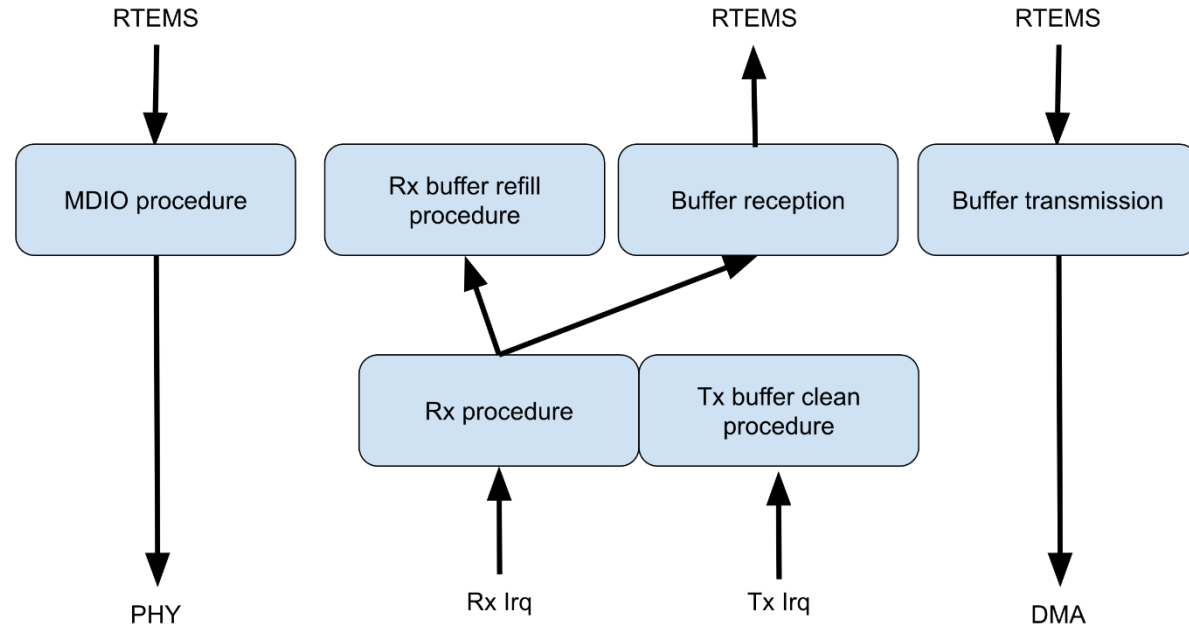 RTEMS
RTEMS
RTEMS
MDIO procedure
Rx buffer refill
procedure
Buffer reception
Buffer transmission
Rx procedure
Tx buffer clean
procedure
PHY
Rx Irq
Tx Irq
DMA